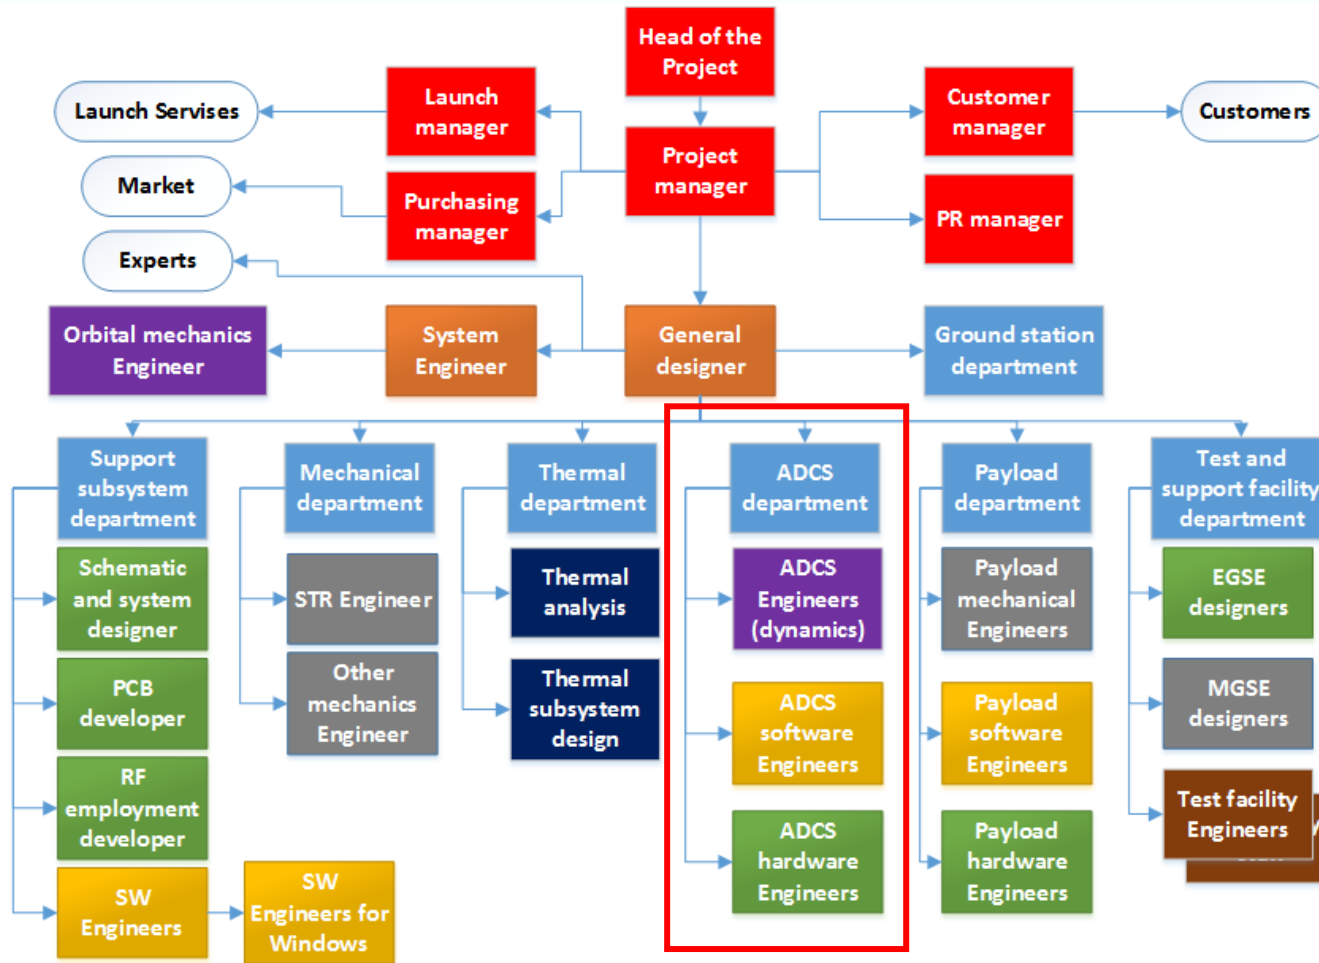 Head of the
Project
Launch Servises
Launch
manager
Customer
manager
Customers
Project
manager
Market
Purchasing
manager
PR manager
Experts
Orbital mechanics
Engineer
System
Engineer
General
designer
Ground station
department
Support
subsystem
department
Mechanical
department
Thermal
department
ADCS
department
Payload
department
Test and
support facility
department
Schematic
and system
designer
STR Engineer
Thermal
analysis
ADCS
Engineers
(dynamics)
Payload
mechanical
Engineers
EGSE
designers
PCB
developer
Other
mechanics
Engineer
Thermal
subsystem
design
ADCS
software
Engineers
Payload
software
Engineers
MGSE
designers
RF
employment
developer
Test facility
Engineers
ADCS
hardware
Engineers
Payload
hardware
Engineers
SW
Engineers
SW
Engineers for
Windows